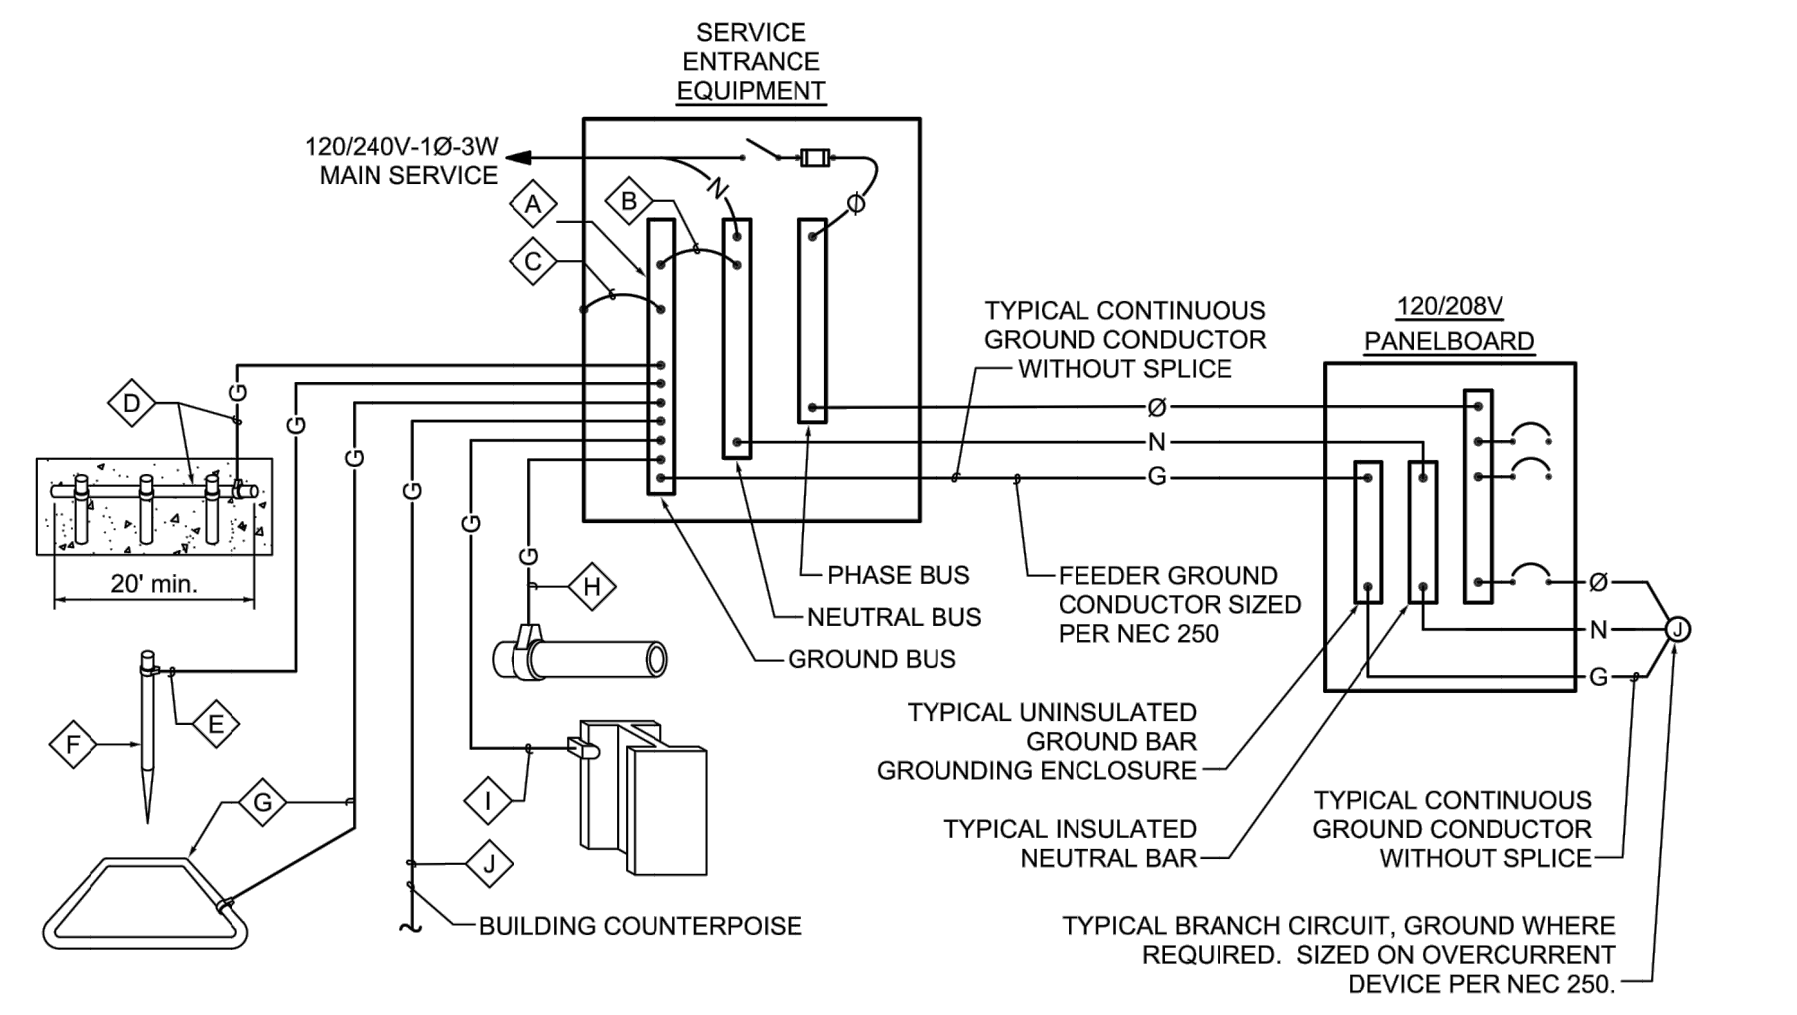 SERVICE
ENTRANCE
EQUIPMENT
120/240V-1Ø-3W
MAIN SERVICE
N
Ø
A
B
C
TYPICAL CONTINUOUS
GROUND CONDUCTOR
WITHOUT SPLICE
120/208V
PANELBOARD
D
G
G
G
G
G
G
Ø
N
G
20' min.
H
PHASE BUS
NEUTRAL BUS
GROUND BUS
FEEDER GROUND
CONDUCTOR SIZED
PER NEC 250
Ø
N
G
J
E
F
G
I
J
BUILDING COUNTERPOISE
TYPICAL UNINSULATED
GROUND BAR
GROUNDING ENCLOSURE
TYPICAL INSULATED
NEUTRAL BAR
TYPICAL CONTINUOUS
GROUND CONDUCTOR
WITHOUT SPLICE
TYPICAL BRANCH CIRCUIT, GROUND WHERE
REQUIRED. SIZED ON OVERCURRENT
DEVICE PER NEC 250.